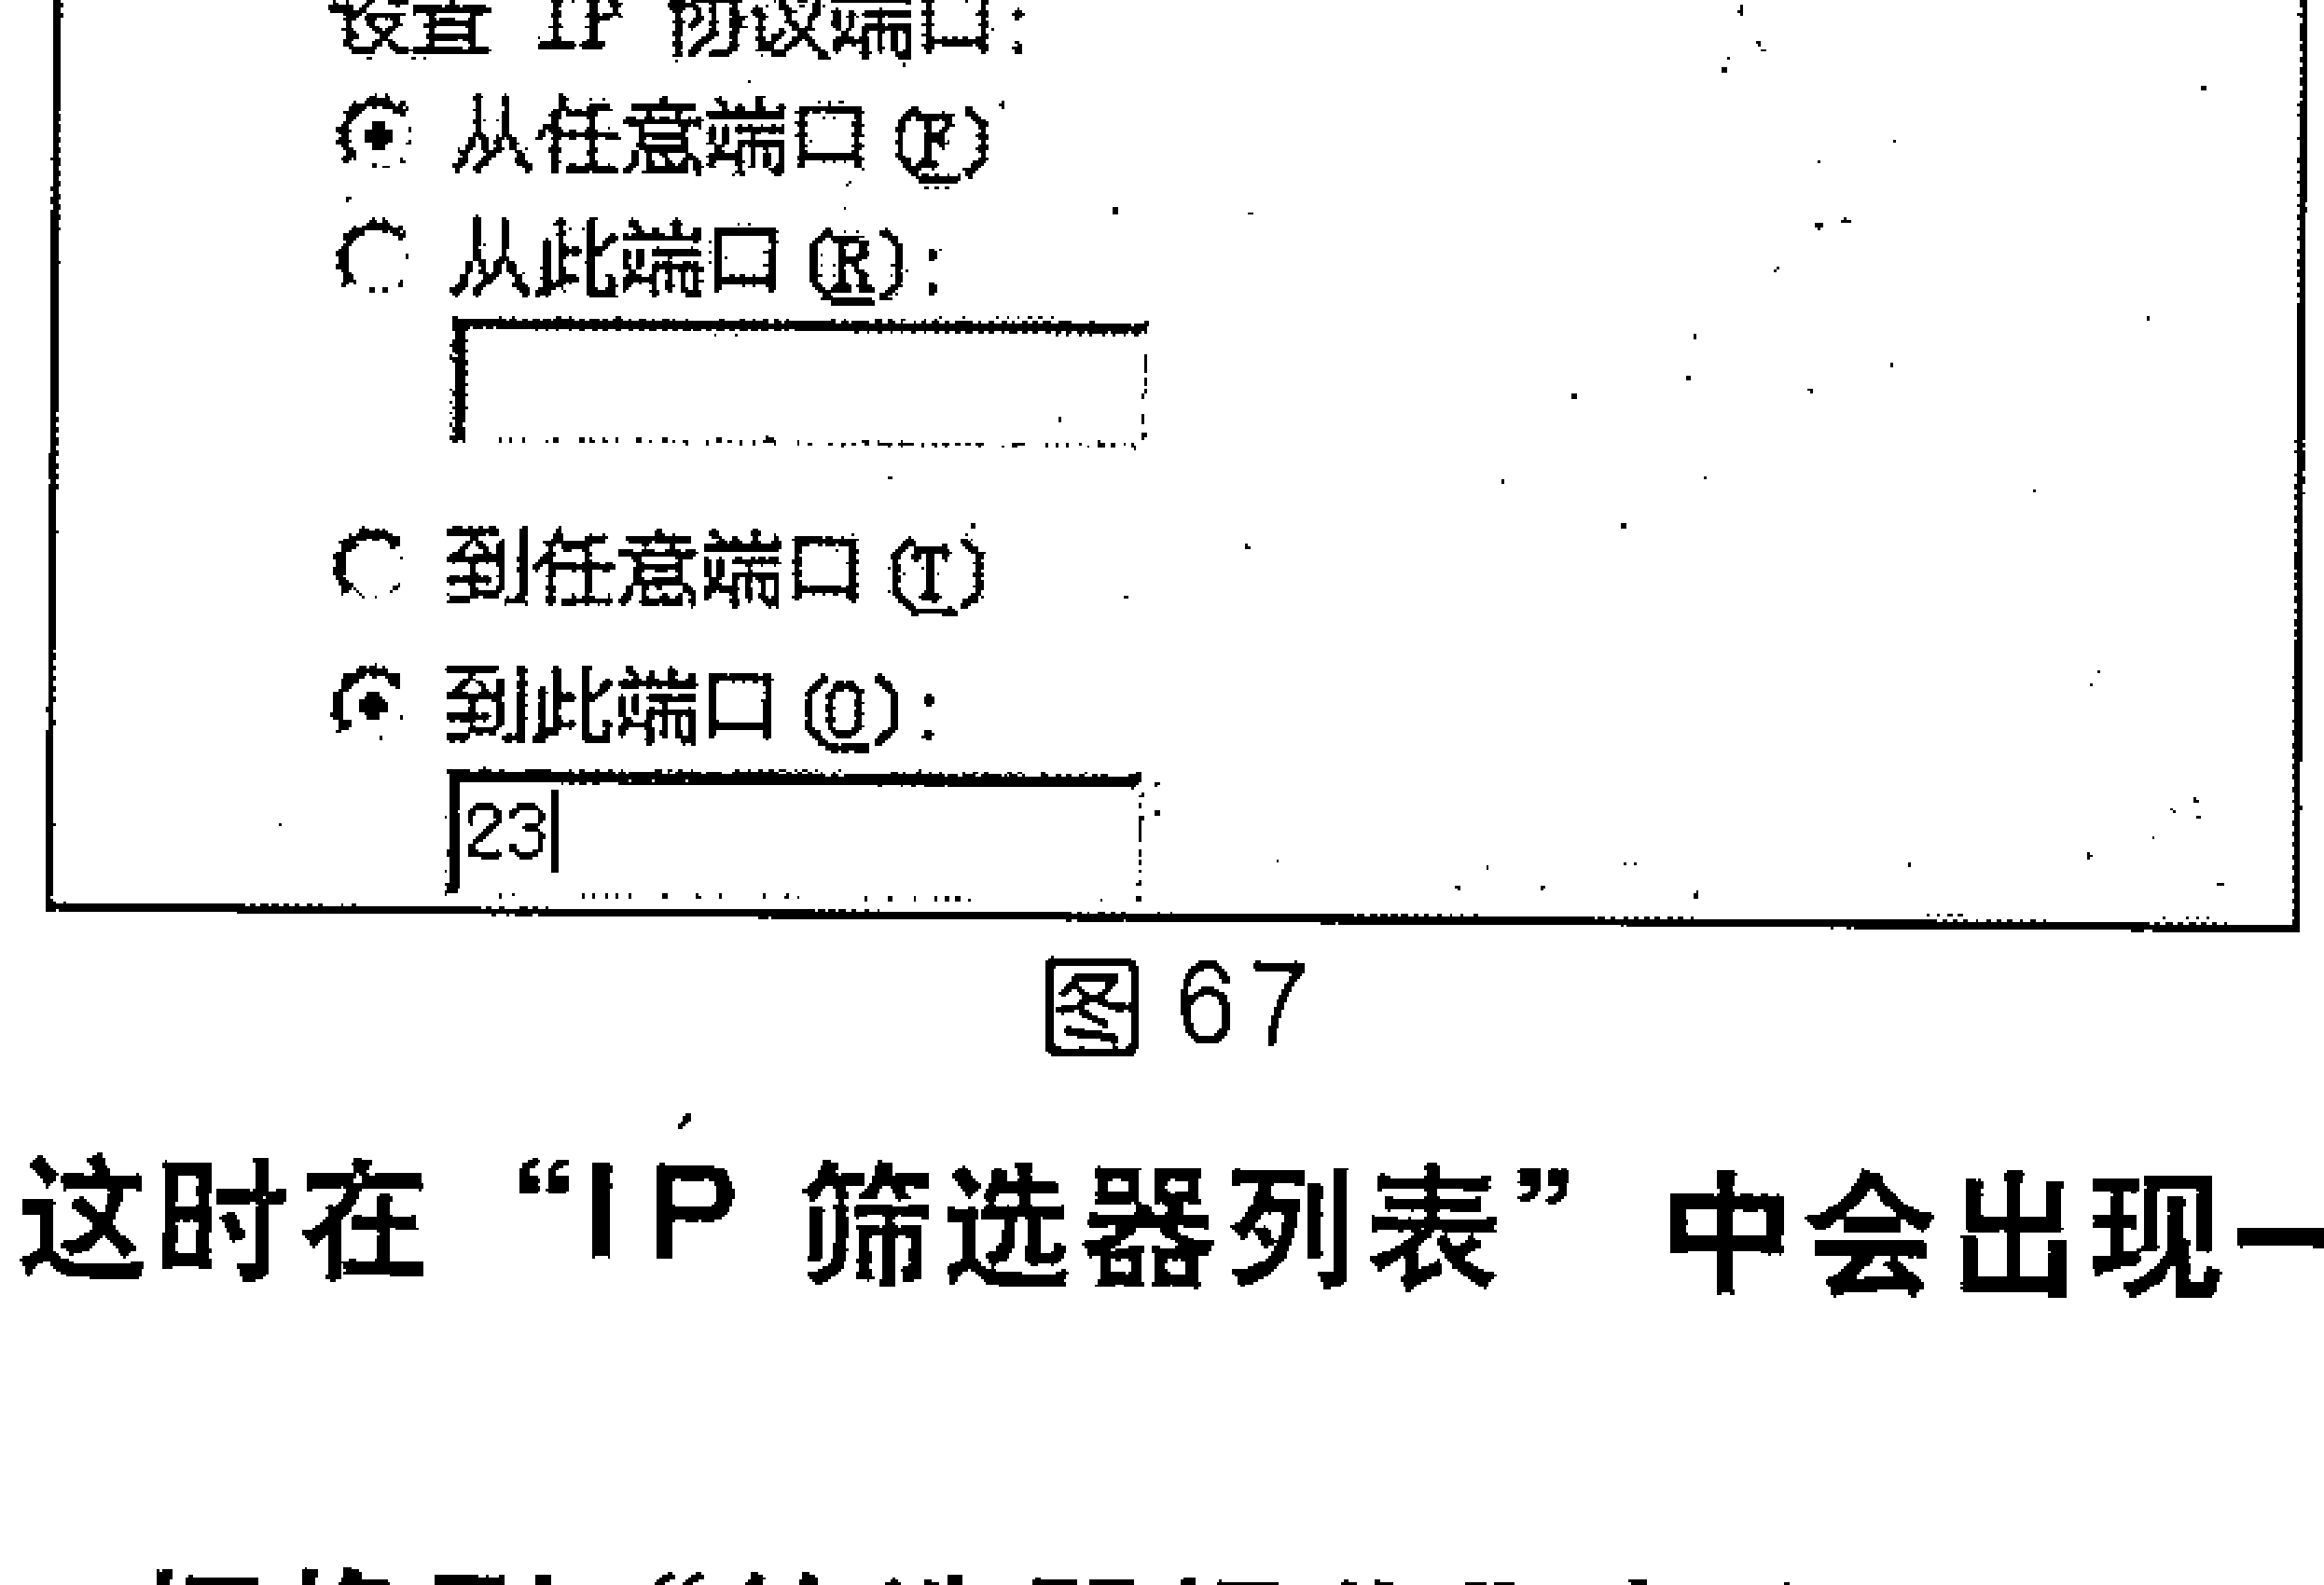 设置 IP 协议端口:
从任意端口(F)
从此端口(R):
到任意端口(T)
到此端口(O):
23
图 67
这时在 “IP 筛选器列表” 中会出现一